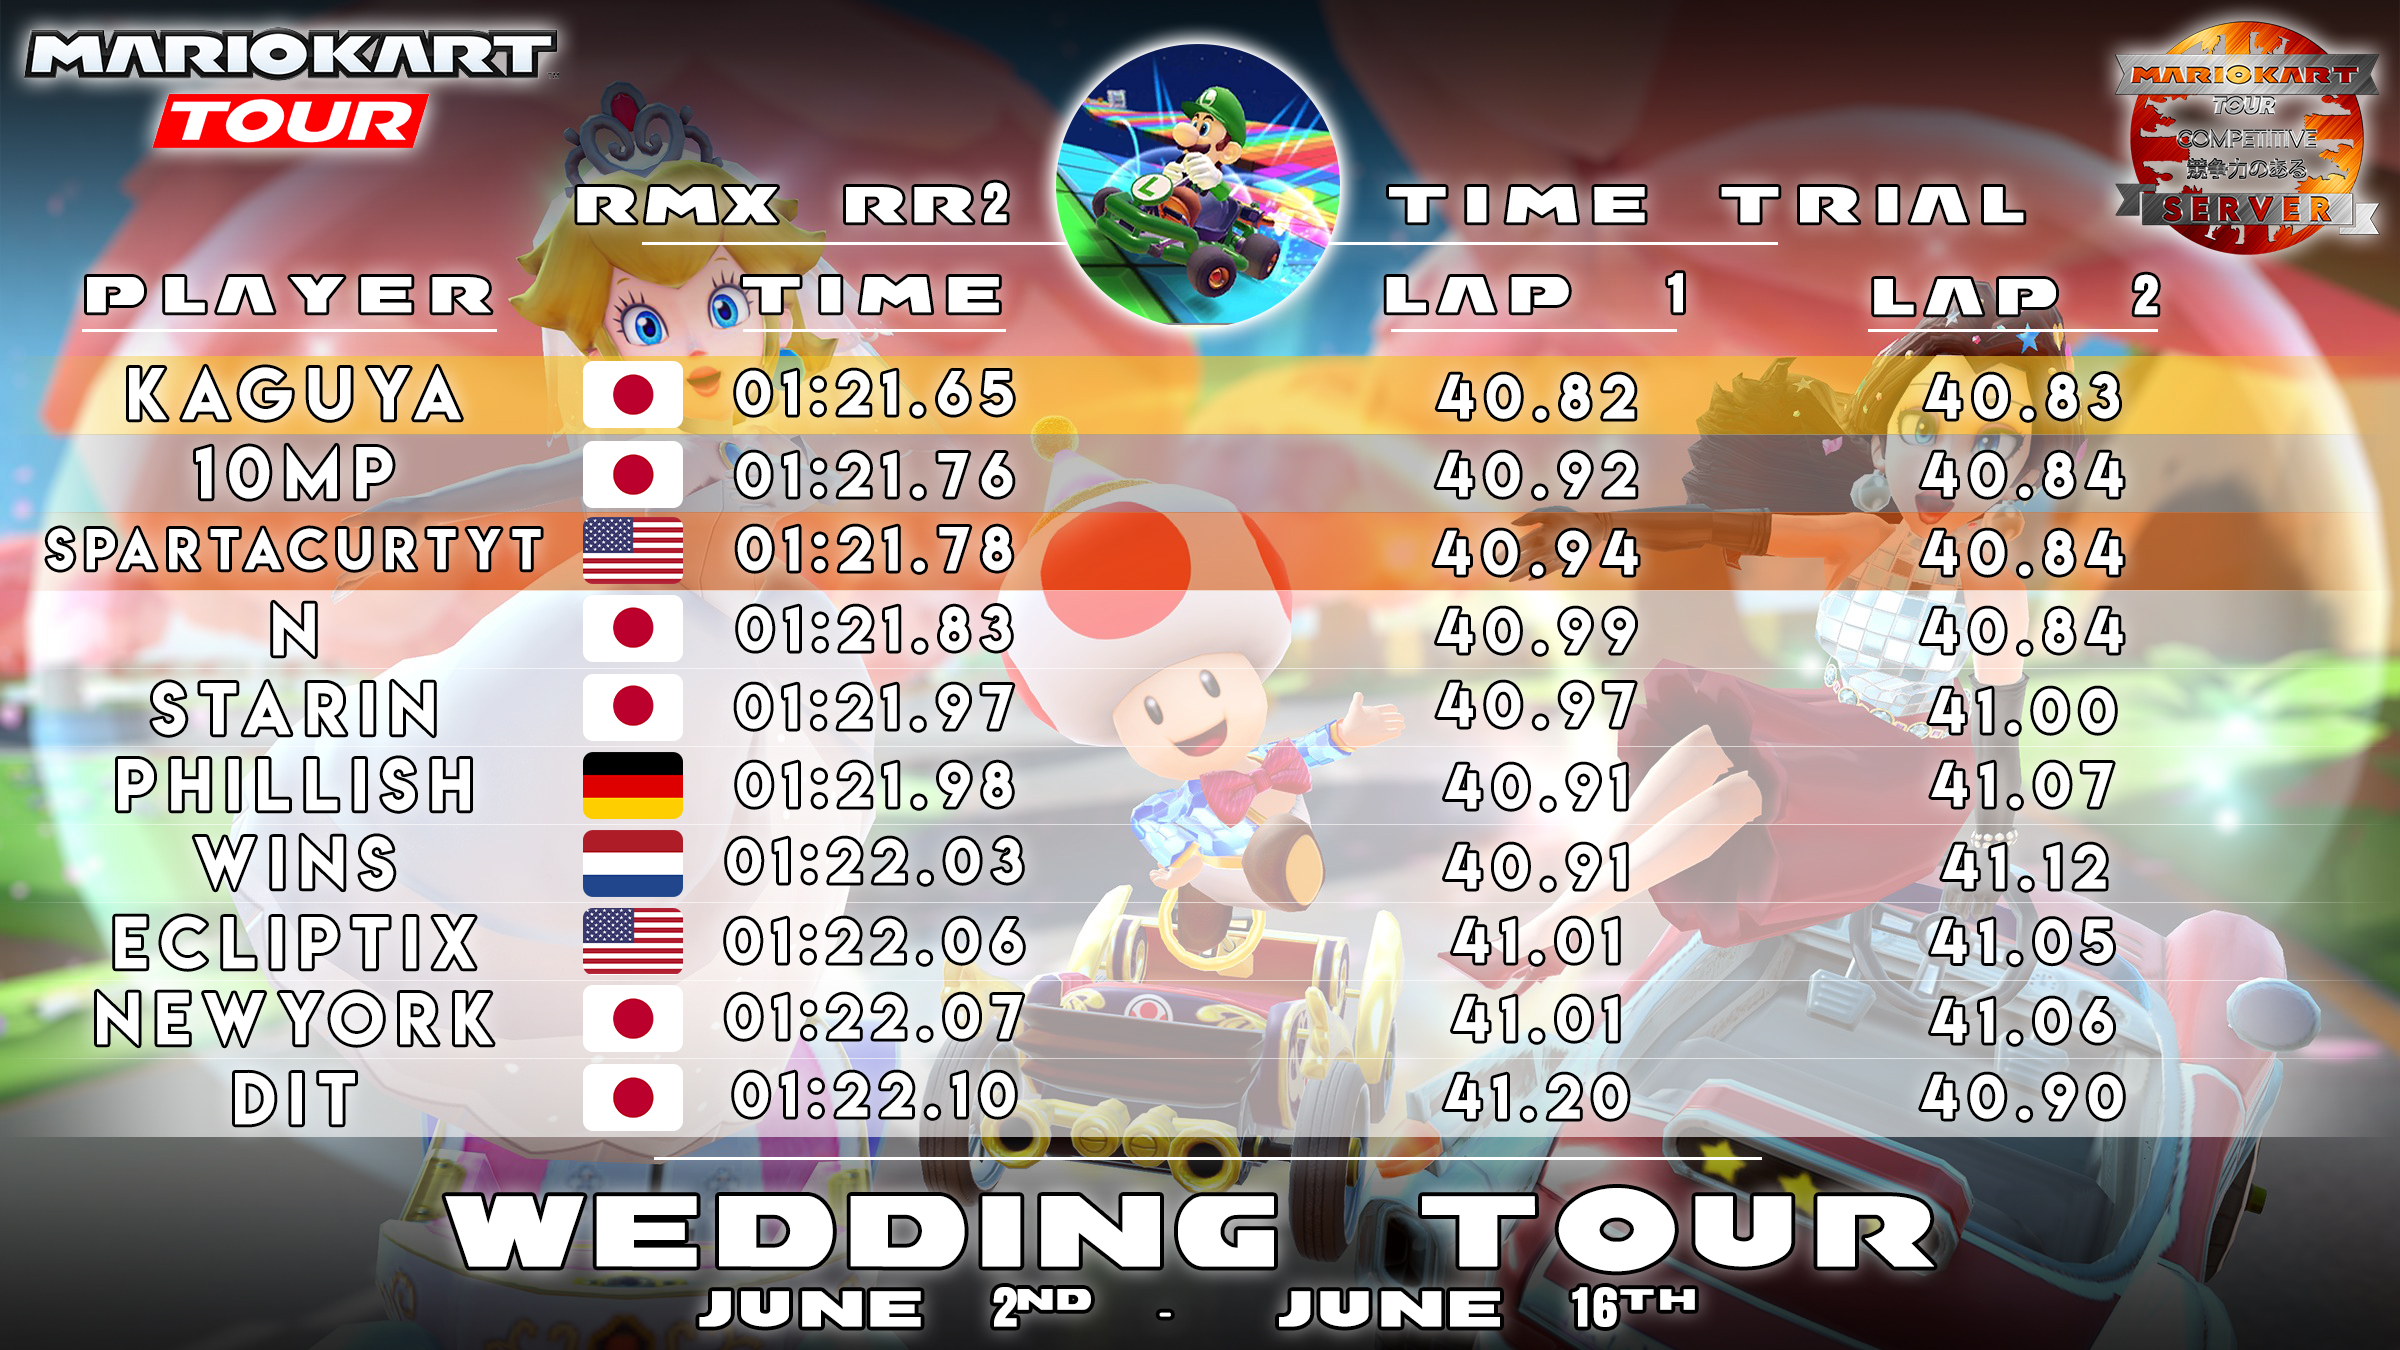 MARIOKART
TOUR
MARIOKART
TOUR
COMPETITIVE
競争力のある
SERVER
RMX RR2 TIME TRIAL
PLAYER TIME LAP 1 LAP 2
KAGUYA 01:21.65 40.82 40.83
10MP 01:21.76 40.92 40.84
SPARTACURTYT 01:21.78 40.94 40.84
N 01:21.83 40.99 40.84
STARIN 01:21.97 40.97 41.00
PHILLISH 01:21.98 40.91 41.07
WINS 01:22.03 40.91 41.12
ECLIPTIX 01:22.06 41.01 41.05
NEWYORK 01:22.07 41.01 41.06
DIT 01:22.10 41.20 40.90
WEDDING TOUR
JUNE 2ND - JUNE 16TH